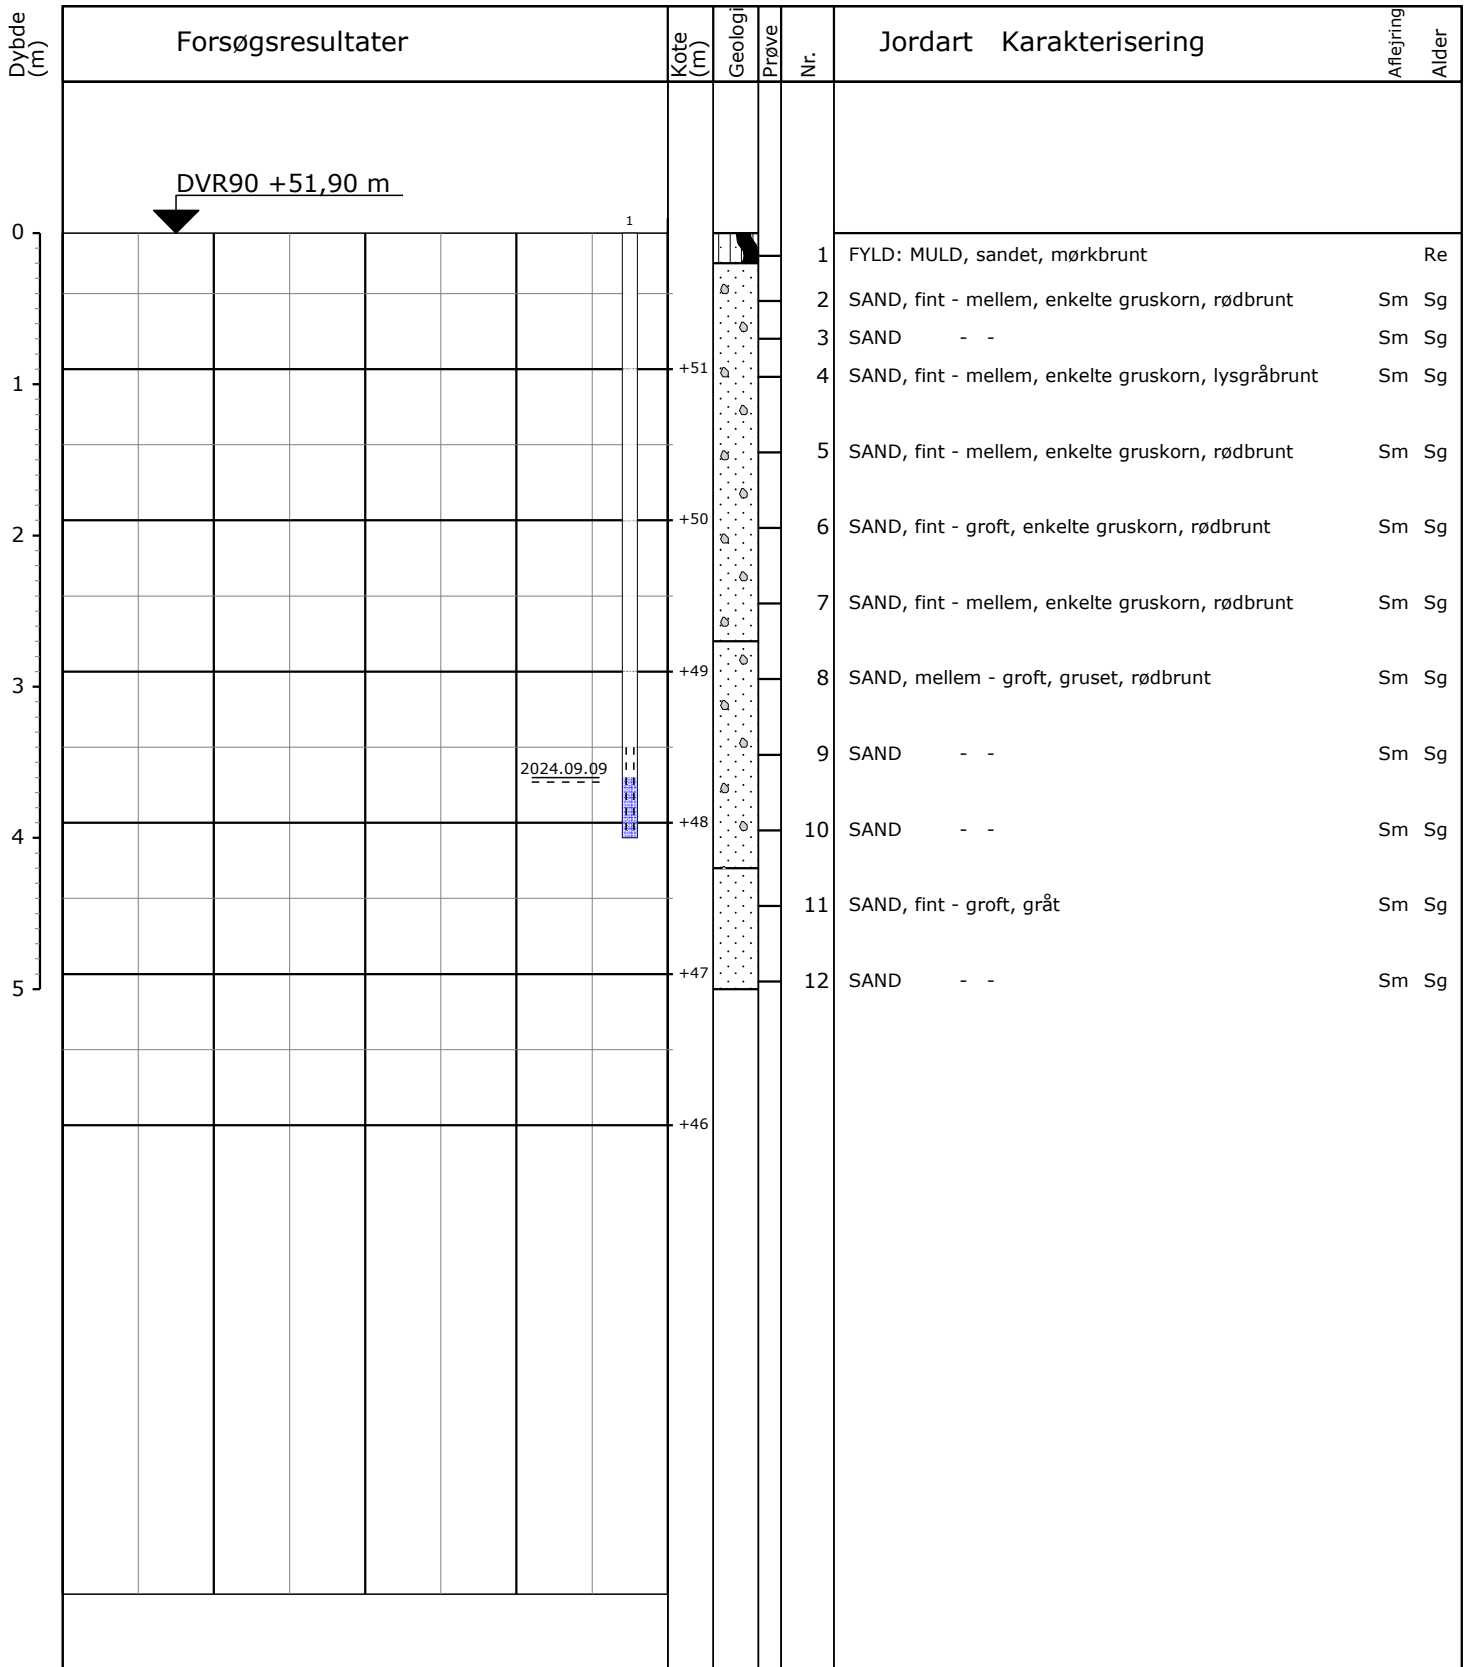 Dybde (m)
Forsøgsresultater
Kote (m)
Geologi
Prøve
Nr.
Jordart Karakterisering
Aflejring
Alder
DVR90 +51,90 m
0
1
1 FYLD: MULD, sandet, mørkbrunt Re
2 SAND, fint - mellem, enkelte gruskorn, rødbrunt Sm Sg
3 SAND - - Sm Sg
1
+51
4 SAND, fint - mellem, enkelte gruskorn, lysgråbrunt Sm Sg
5 SAND, fint - mellem, enkelte gruskorn, rødbrunt Sm Sg
2
+50
6 SAND, fint - groft, enkelte gruskorn, rødbrunt Sm Sg
7 SAND, fint - mellem, enkelte gruskorn, rødbrunt Sm Sg
3
+49
8 SAND, mellem - groft, gruset, rødbrunt Sm Sg
9 SAND - - Sm Sg
2024.09.09
4
+48
10 SAND - - Sm Sg
11 SAND, fint - groft, gråt Sm Sg
5
+47
12 SAND - - Sm Sg
+46